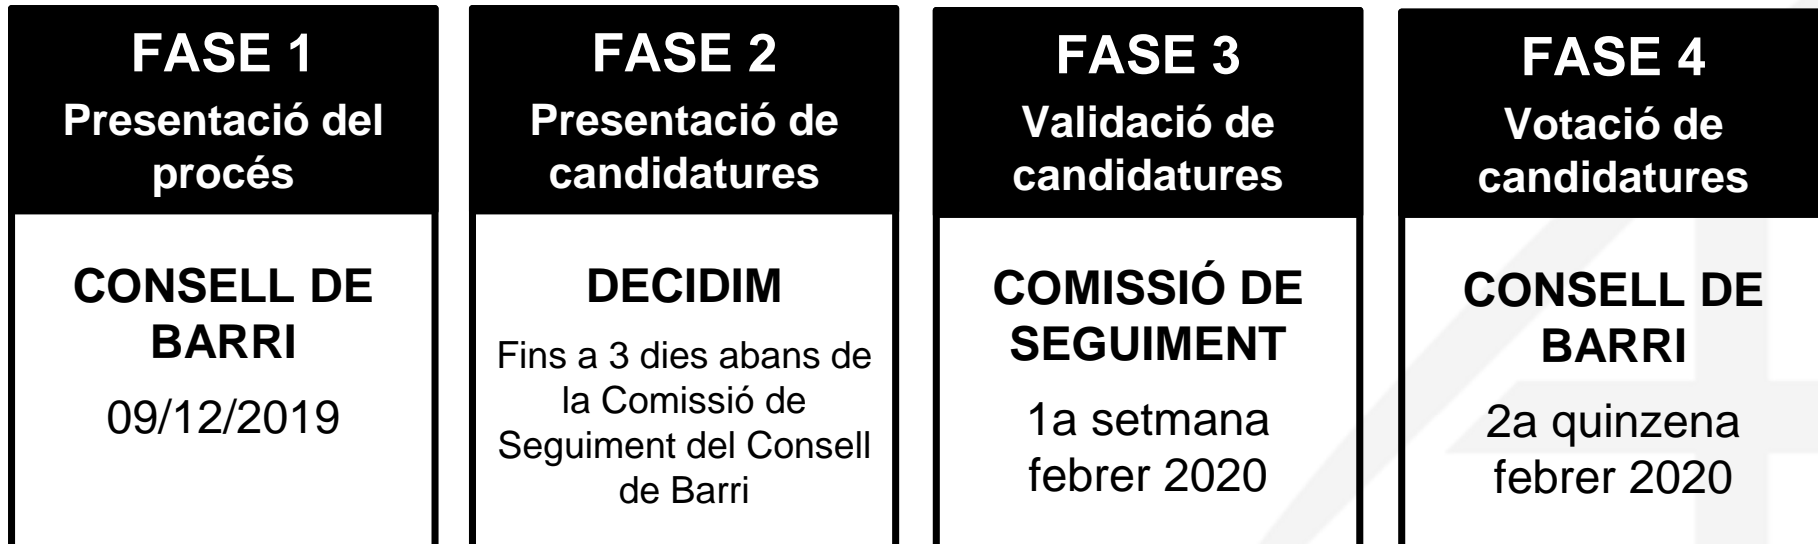 FASE 1
Presentació del
procés
CONSELL DE
BARRI
09/12/2019
FASE 2
Presentació de
candidatures
DECIDIM
Fins a 3 dies abans de
la Comissió de
Seguiment del Consell
de Barri
FASE 3
Validació de
candidatures
COMISSIÓ DE
SEGUIMENT
1a setmana
febrer 2020
FASE 4
Votació de
candidatures
CONSELL DE
BARRI
2a quinzena
febrer 2020